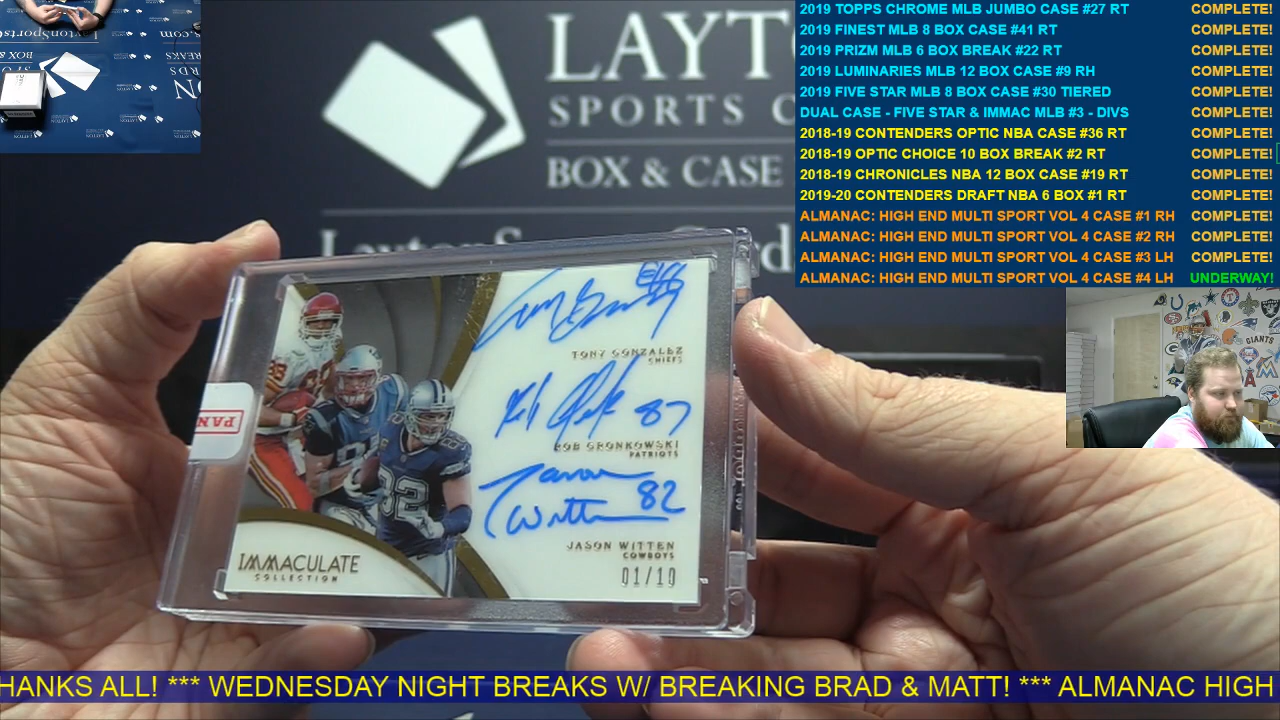 2019 TOPPS CHROME MLB JUMBO CASE #27 RT COMPLETE!
2019 FINEST MLB 8 BOX CASE #41 RT COMPLETE!
2019 PRIZM MLB 6 BOX BREAK #22 RT COMPLETE!
2019 LUMINARIES MLB 12 BOX CASE #9 RH COMPLETE!
2019 FIVE STAR MLB 8 BOX CASE #30 TIERED COMPLETE!
DUAL CASE - FIVE STAR & IMMAC MLB #3 - DIVS COMPLETE!
2018-19 CONTENDERS OPTIC NBA CASE #36 RT COMPLETE!
2018-19 OPTIC CHOICE 10 BOX BREAK #2 RT COMPLETE!
2018-19 CHRONICLES NBA 12 BOX CASE #19 RT COMPLETE!
2019-20 CONTENDERS DRAFT NBA 6 BOX #1 RT COMPLETE!
ALMANAC: HIGH END MULTI SPORT VOL 4 CASE #1 RH COMPLETE!
ALMANAC: HIGH END MULTI SPORT VOL 4 CASE #2 RH COMPLETE!
ALMANAC: HIGH END MULTI SPORT VOL 4 CASE #3 LH COMPLETE!
ALMANAC: HIGH END MULTI SPORT VOL 4 CASE #4 LH UNDERWAY!
LAYT
SPORTS C
BOX & CASE
TONY GONZALEZ
CHIEFS
87
ROB GRONKOWSKI
PATRIOTS
Jason
Witten 82
JASON WITTEN
COWBOYS
01/10
IMMACULATE
COLLECTION
PAN
82
GIANTS
HANKS ALL! *** WEDNESDAY NIGHT BREAKS W/ BREAKING BRAD & MATT! *** ALMANAC HIGH